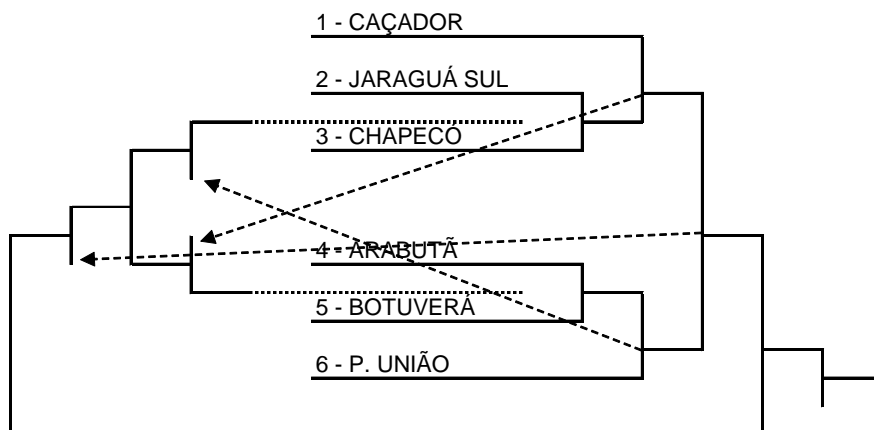 1 - CAÇADOR
2 - JARAGUÁ SUL
3 - CHAPECÓ
4 - ARABUTÃ
5 - BOTUVERÁ
6 - P. UNIÃO